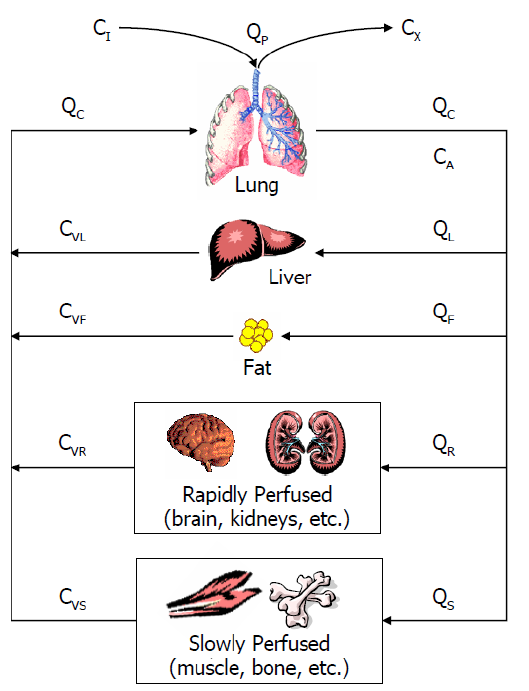 C_I Q_P C_X
Q_C Q_C
C_A
Lung
C_VL Q_L
Liver
C_VF Q_F
Fat
C_VR Q_R
Rapidly Perfused
(brain, kidneys, etc.)
C_VS Q_S
Slowly Perfused
(muscle, bone, etc.)